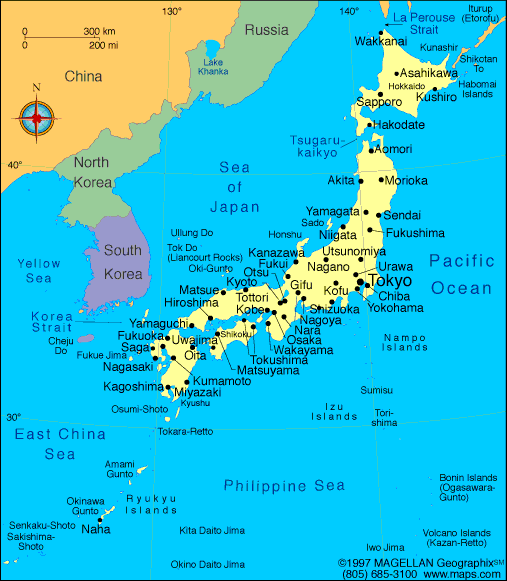 130°
140°
La Perouse
Strait
Iturup
(Etorofu)
0
200 mi
0
300 km
Russia
Wakkanai
Kunashir
Shikotan
To
Lake
Khanka
China
Asahikawa
Hokkaido
Habomai
Islands
Sapporo
Kushiro
N
Hakodate
Tsugaru-
kaikyo
Aomori
40°
North
Korea
Sea
of
Japan
Akita
Morioka
Sado
Yamagata
Sendai
South
Korea
Ullung Do
Honshu
Niigata
Fukushima
Tok Do
(Liancourt Rocks)
Kanazawa
Utsunomiya
Yellow
Sea
Oki-Gunto
Fukui
Nagano
Urawa
Pacific
Ocean
Otsu
Kyoto
Gifu
Kofu
Tokyo
Matsue
Tottori
Chiba
Hiroshima
Kobe
Shizuoka
Yokohama
Korea
Strait
Yamaguchi
Nagoya
Nara
Cheju
Do
Fukuoka
Uwajima
Shikoku
Osaka
Nampo
Islands
Saga
Oita
Wakayama
Fukue Jima
Tokushima
Nagasaki
Matsuyama
Kumamoto
Kagoshima
Miyazaki
Kyushu
Sumisu
Osumi-Shoto
Izu
Islands
Tori-
shima
30°
Tokara-Retto
East China
Sea
Amami
Gunto
Philippine Sea
Bonin Islands
(Ogasawara-
Gunto)
Okinawa
Gunto
Ryukyu
Islands
Senkaku-Shoto
Naha
Sakishima-
Shoto
Kita Daito Jima
Volcano Islands
(Kazan-Retto)
Iwo Jima
Okino Daito Jima
©1997 MAGELLAN Geographix℠
(805) 685-3100 www.maps.com